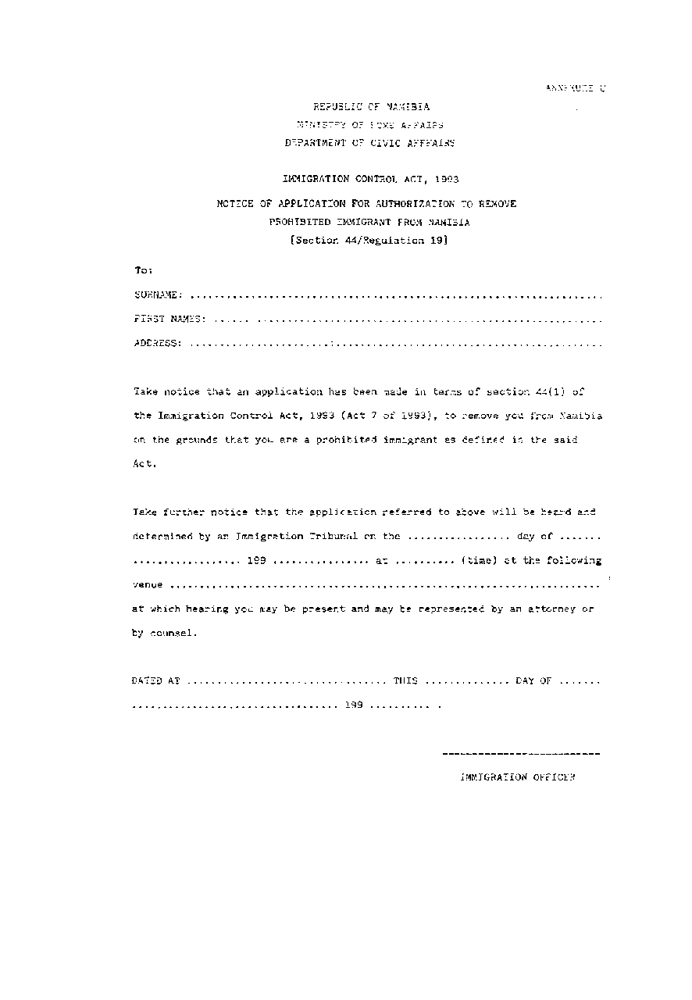 ANNEXURE U
REPUBLIC OF NAMIBIA
MINISTRY OF HOME AFFAIRS
DEPARTMENT OF CIVIC AFFFAIRS
IMMIGRATION CONTROL ACT, 1993
NOTICE OF APPLICATION FOR AUTHORIZATION TO REMOVE
PROHIBITED IMMIGRANT FROM NAMIBIA
[Section 44/Regulation 19]
To:
SURNAME: ....................................................................
FIRST NAMES: ...... .........................................................
ADDRESS: ....................................................................
Take notice that an application has been made in terms of section 44(1) of
the Immigration Control Act, 1993 (Act 7 of 1993), to remove you from Namibia
on the grounds that you are a prohibited immigrant as defined in the said
Act.
Take further notice that the application referred to above will be heard and
determined by an Immigration Tribunal on the ................. day of .......
.................. 199 ................ at .......... (time) at the following
venue .......................................................................
at which hearing you may be present and may be represented by an attorney or
by counsel.
DATED AT ................................. THIS .............. DAY OF .......
.................................. 199 .......... .
--------------------------
IMMIGRATION OFFICER